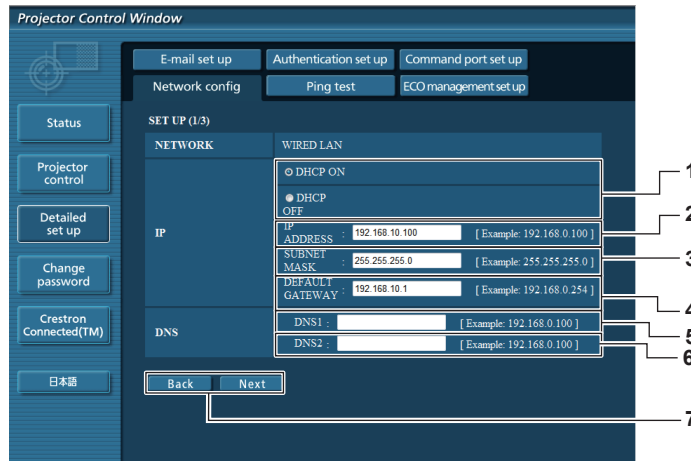 Projector Control Window
E-mail set up
Authentication set up
Command port set up
Network config
Ping test
ECO management set up
Status
Projector
control
Detailed
set up
Change
password
Crestron
Connected(TM)
日本語
SET UP (1/3)
NETWORK
WIRED LAN
IP
DHCP ON
DHCP
OFF
1
IP
ADDRESS : 192.168.10.100 [ Example: 192.168.0.100 ]
2
SUBNET
MASK : 255.255.255.0 [ Example: 255.255.255.0 ]
3
DEFAULT
GATEWAY : 192.168.10.1 [ Example: 192.168.0.254 ]
4
DNS
DNS1 : [ Example: 192.168.0.100 ]
5
DNS2 : [ Example: 192.168.0.100 ]
6
Back Next
7